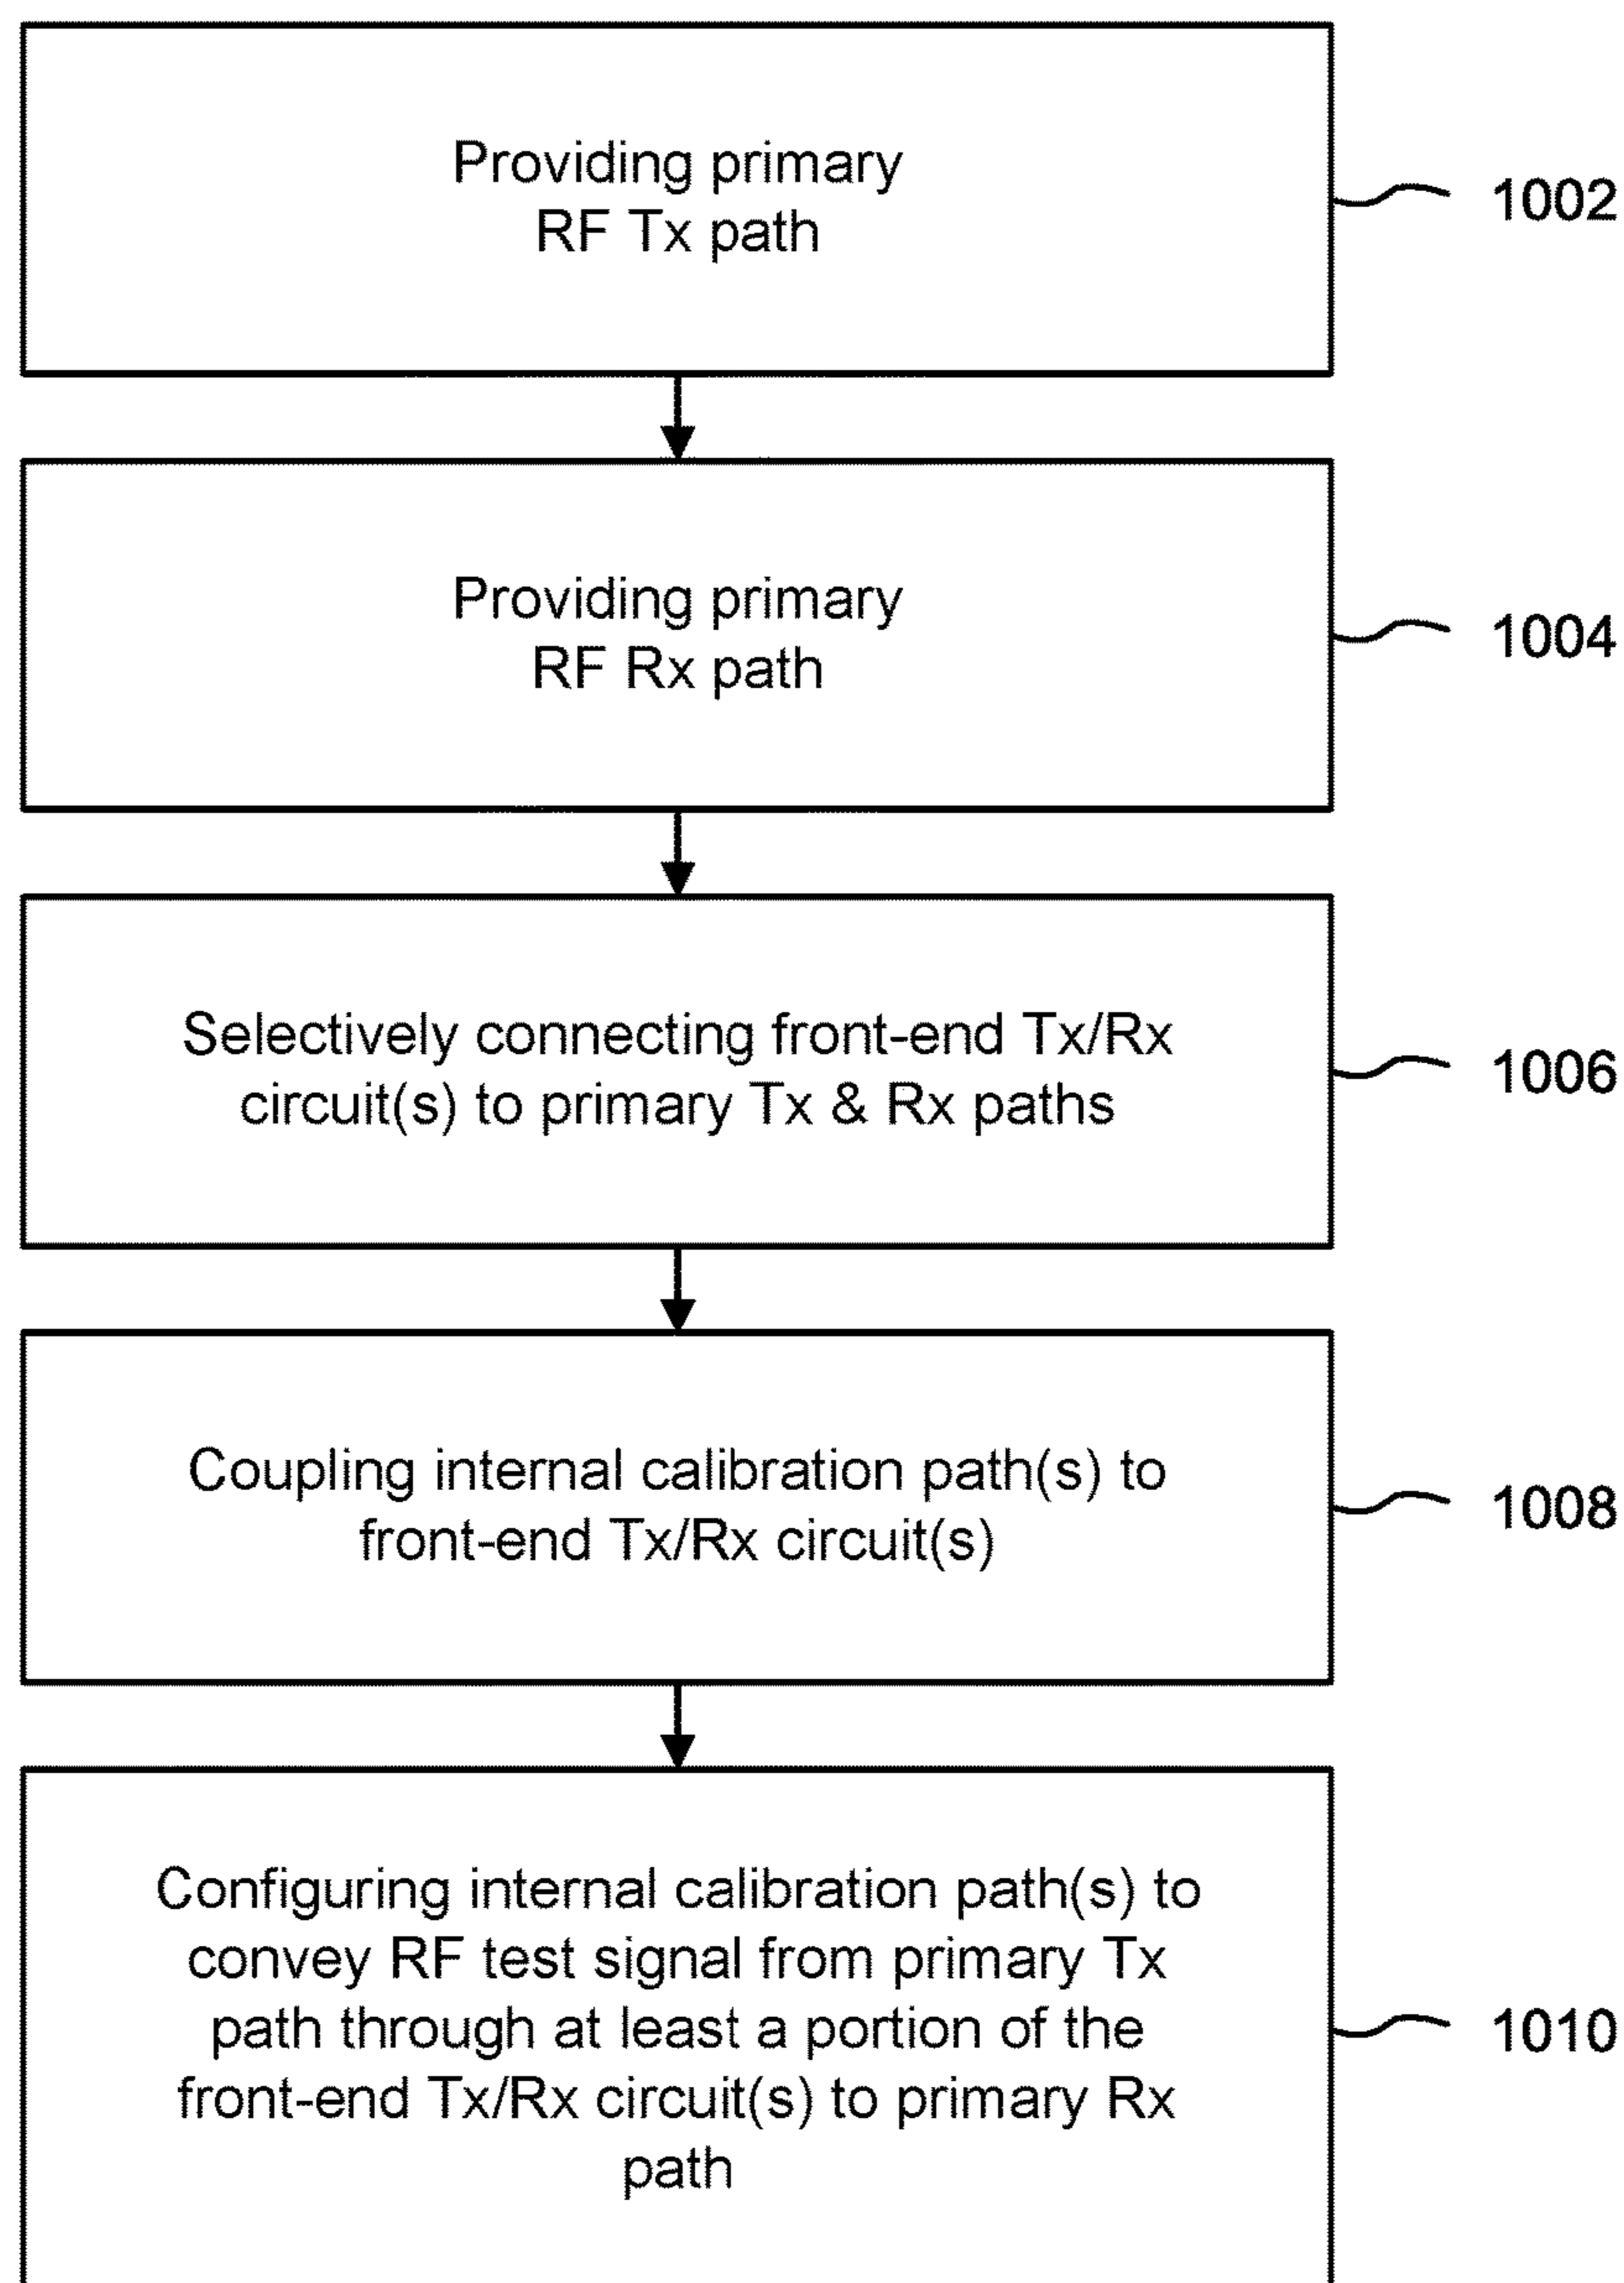 Providing primary
RF Tx path
1002
Providing primary
RF Rx path
1004
Selectively connecting front-end Tx/Rx
circuit(s) to primary Tx & Rx paths
1006
Coupling internal calibration path(s) to
front-end Tx/Rx circuit(s)
1008
Configuring internal calibration path(s) to
convey RF test signal from primary Tx
path through at least a portion of the
front-end Tx/Rx circuit(s) to primary Rx
path
1010